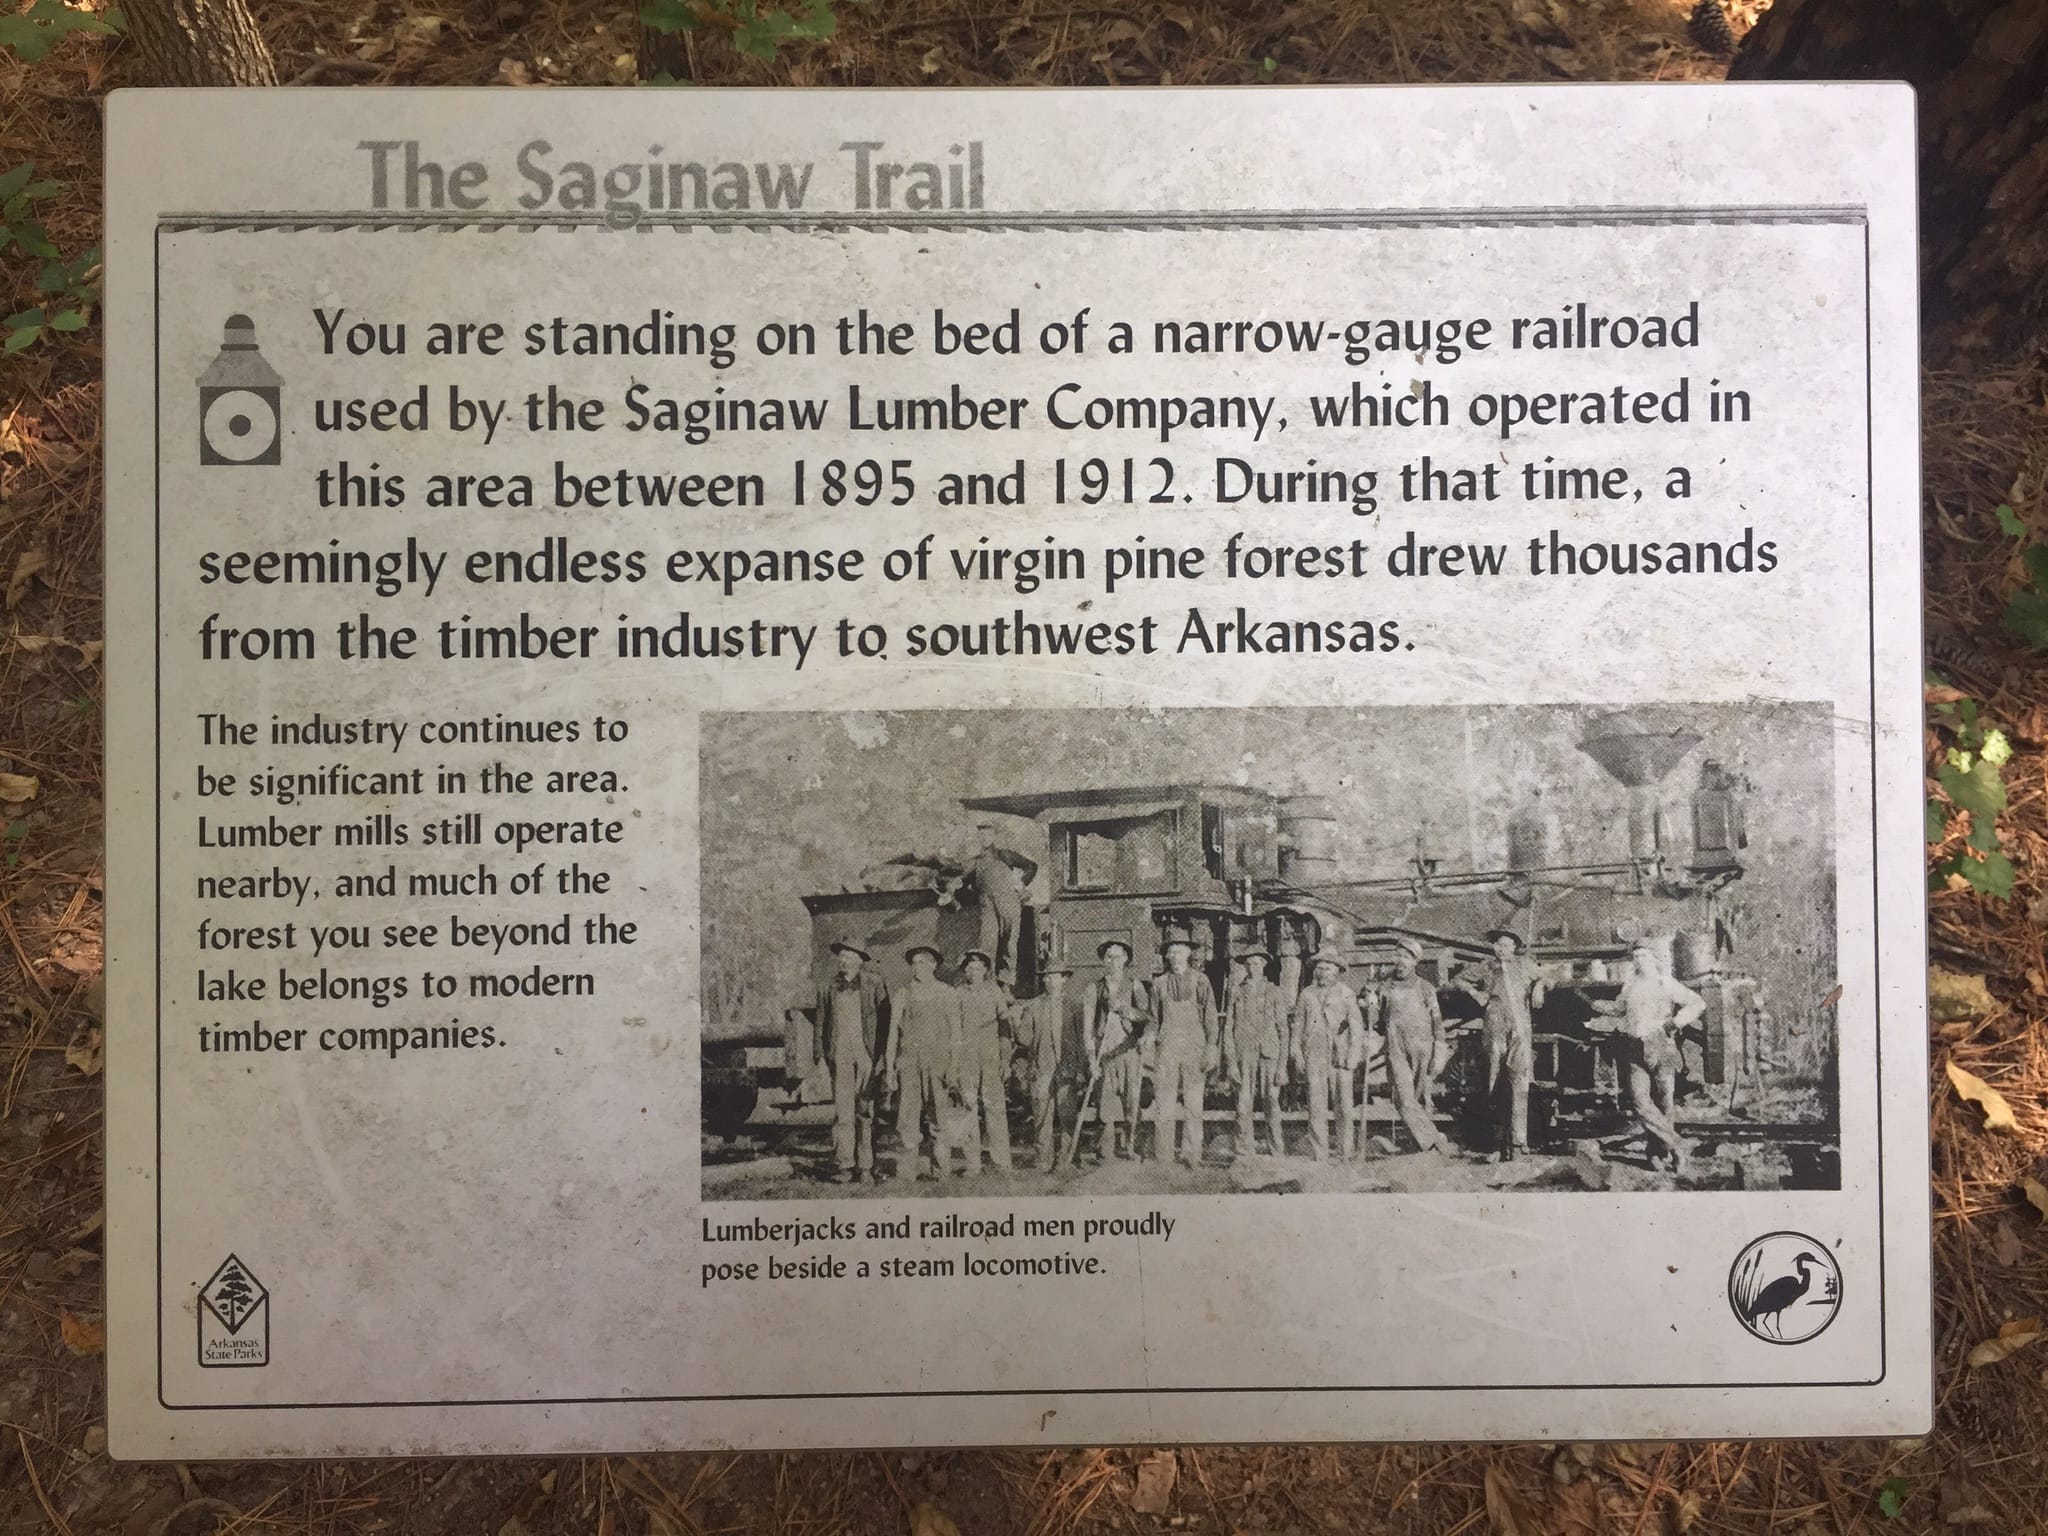 The Saginaw Trail
You are standing on the bed of a narrow-gauge railroad
used by the Saginaw Lumber Company, which operated in
this area between 1895 and 1912. During that time, a
seemingly endless expanse of virgin pine forest drew thousands
from the timber industry to southwest Arkansas.
The industry continues to
be significant in the area.
Lumber mills still operate
nearby, and much of the
forest you see beyond the
lake belongs to modern
timber companies.
Lumberjacks and railroad men proudly
pose beside a steam locomotive.
Arkansas
State Parks